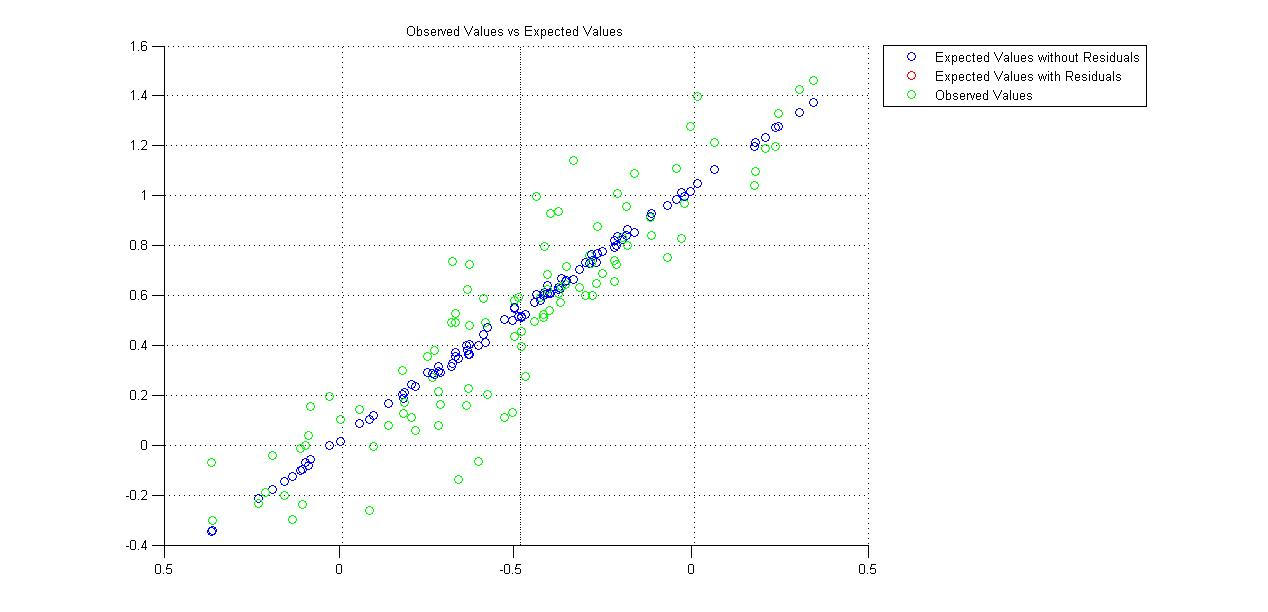 Observed Values vs Expected Values
1.6
1.4
1.2
1
0.8
0.6
0.4
0.2
0
-0.2
-0.4
0.5 0 -0.5 0 0.5
Expected Values without Residuals
Expected Values with Residuals
Observed Values